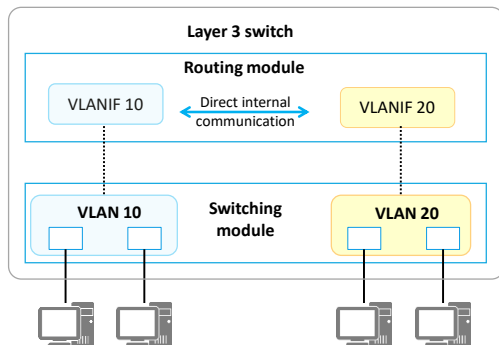 Layer 3 switch
Routing module
VLANIF 10
Direct internal
communication
VLANIF 20
VLAN 10
Switching
module
VLAN 20